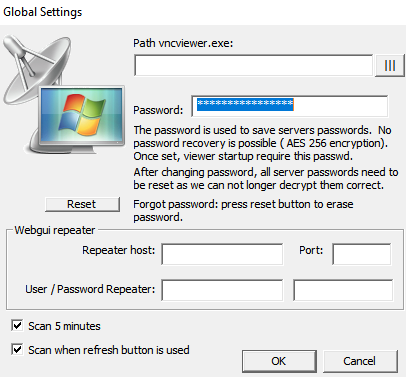 Global Settings
Path vncviewer.exe:
Password: ****************
The password is used to save servers passwords. No
password recovery is possible ( AES 256 encryption).
Once set, viewer startup require this passwd.
After changing password, all server passwords need to
be reset as we can not longer decrypt them correct.
Reset
Forgot password: press reset button to erase
password.
Webgui repeater
Repeater host:
Port:
User / Password Repeater:
Scan 5 minutes
Scan when refresh button is used
OK
Cancel